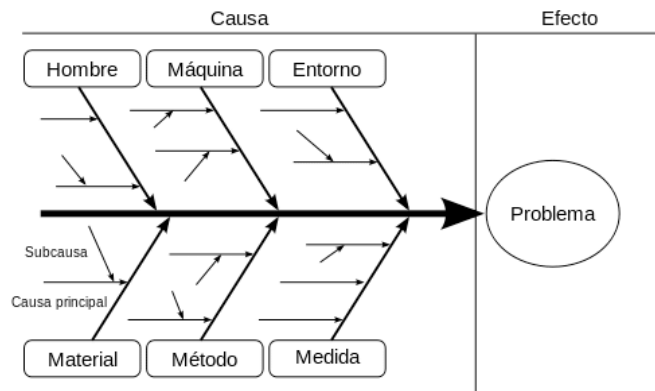 Causa
Efecto
Hombre
Máquina
Entorno
Problema
Subcausa
Causa principal
Material
Método
Medida